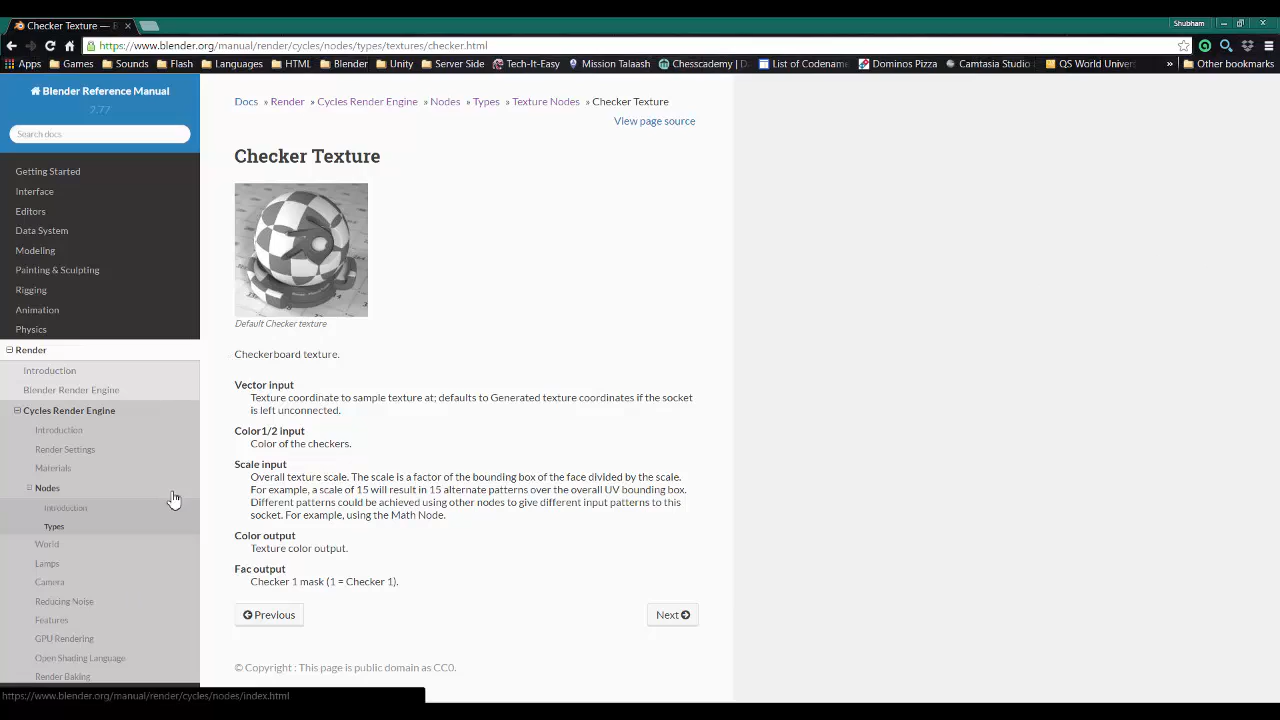 Checker Texture — B
Shubham
https://www.blender.org/manual/render/cycles/nodes/types/textures/checker.html
Apps Games Sounds Flash Languages HTML Blender Unity Server Side Tech-It-Easy Mission Talaash Chesscademy | D List of Codename Dominos Pizza Camtasia Studio QS World Univers » Other bookmarks
Blender Reference Manual
2.77
Search docs
Getting Started
Interface
Editors
Data System
Modeling
Painting & Sculpting
Rigging
Animation
Physics
Render
Introduction
Blender Render Engine
Cycles Render Engine
Introduction
Render Settings
Materials
Nodes
Introduction
Types
World
Lamps
Camera
Reducing Noise
Features
GPU Rendering
Open Shading Language
Render Baking
Docs » Render » Cycles Render Engine » Nodes » Types » Texture Nodes » Checker Texture
View page source
Checker Texture
Default Checker texture
Checkerboard texture.
Vector input
Texture coordinate to sample texture at; defaults to Generated texture coordinates if the socket
is left unconnected.
Color1/2 input
Color of the checkers.
Scale input
Overall texture scale. The scale is a factor of the bounding box of the face divided by the scale.
For example, a scale of 15 will result in 15 alternate patterns over the overall UV bounding box.
Different patterns could be achieved using other nodes to give different input patterns to this
socket. For example, using the Math Node.
Color output
Texture color output.
Fac output
Checker 1 mask (1 = Checker 1).
Previous
Next
© Copyright : This page is public domain as CC0.
https://www.blender.org/manual/render/cycles/nodes/index.html